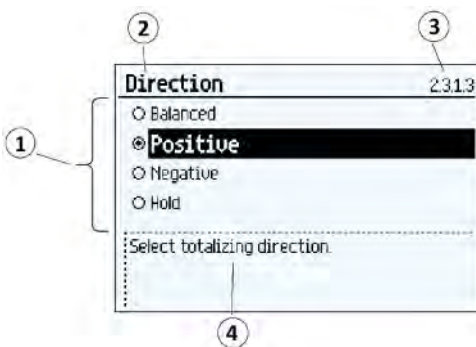 2 3
Direction 2.3.1.3
1
Balanced
Positive
Negative
Hold
Select totalizing direction.
4